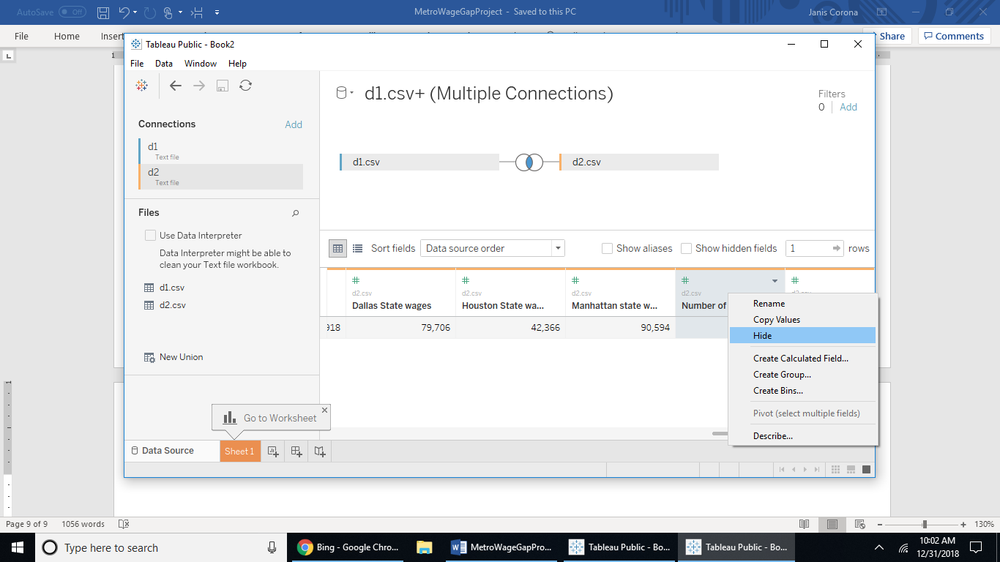 AutoSave Off
MetroWageGapProject - Saved to this PC
Janis Corona
File Home Insert
Share Comments
1
Tableau Public - Book2
File Data Window Help
d1.csv+ (Multiple Connections)
Filters
0 Add
Connections Add
d1
Text file
d2
Text file
d1.csv
d2.csv
Files
Use Data Interpreter
Data Interpreter might be able to
clean your Text file workbook.
d1.csv
d2.csv
New Union
Sort fields Data source order Show aliases Show hidden fields 1 rows
# # # # #
d2.csv d2.csv d2.csv d2.csv
Dallas State wages Houston State wa... Manhattan state w... Number of
918 79,706 42,366 90,594
Rename
Copy Values
Hide
Create Calculated Field...
Create Group...
Create Bins...
Pivot (select multiple fields)
Describe...
Go to Worksheet
Data Source Sheet 1
1
Page 9 of 9 1056 words
130%
Type here to search
Bing - Google Chro...
MetroWageGapPro...
Tableau Public - Bo...
Tableau Public - Bo...
10:02 AM
12/31/2018